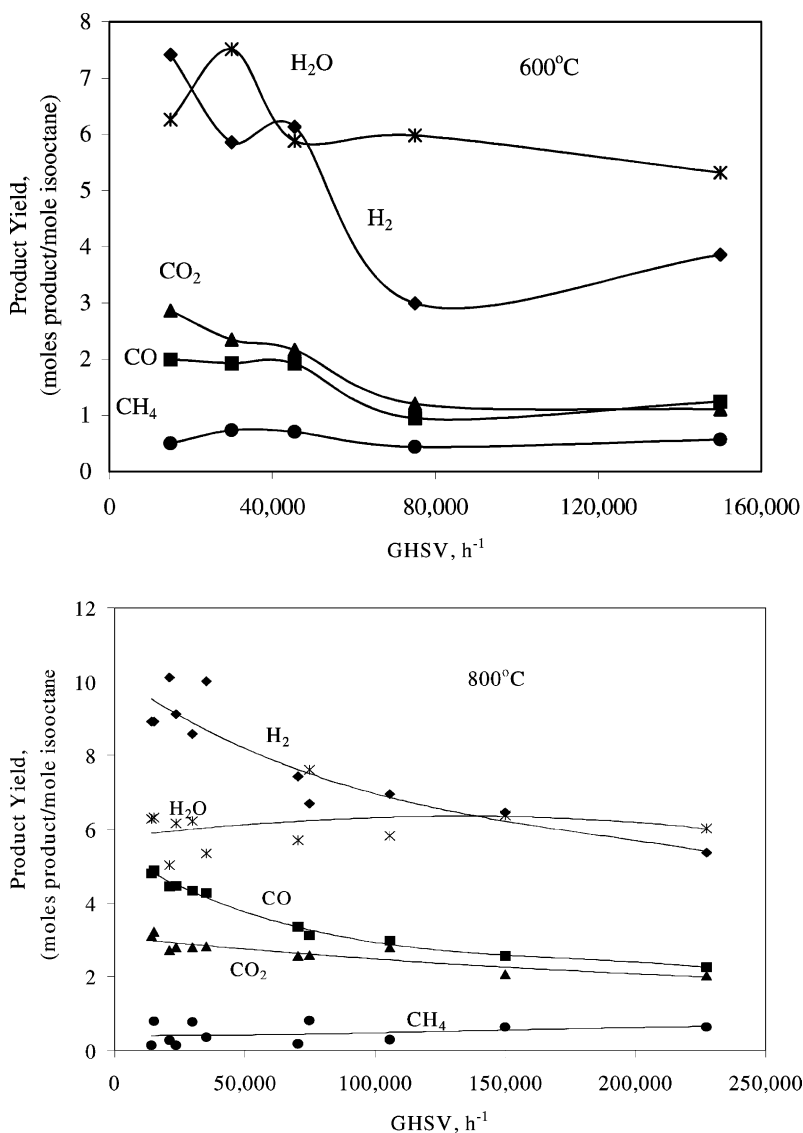 8
7
6
5
4
3
2
1
0
Product Yield,
(moles product/mole isooctane)
H₂O
600°C
H₂
CO₂
CO
CH₄
0
40,000
80,000
120,000
160,000
GHSV, h⁻¹
12
10
8
6
4
2
0
Product Yield,
(moles product/mole isooctane
800°C
H₂
H₂O
CO
CO₂
CH₄
0
50,000
100,000
150,000
200,000
250,000
GHSV, h⁻¹